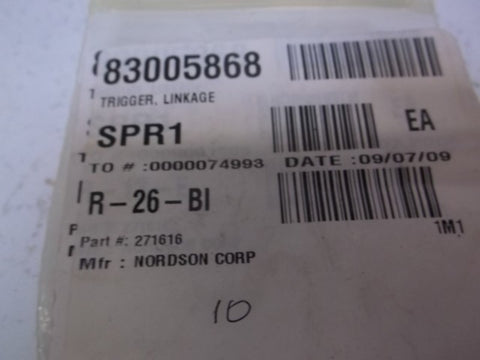 83005868
TRIGGER, LINKAGE
SPR1 EA
TO # :0000074993 DATE :09/07/09
R-26-BI
1M1
Part #: 271616
Mfr : NORDSON CORP
10